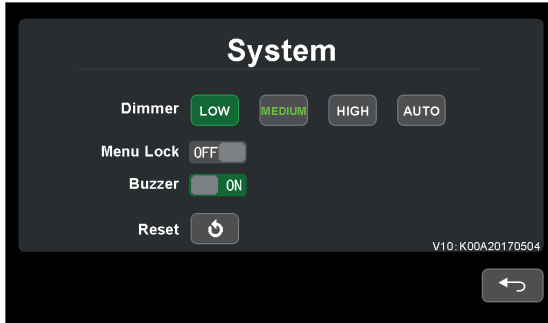 System
Dimmer LOW MEDIUM HIGH AUTO
Menu Lock OFF
Buzzer ON
Reset
V10:K00A20170504